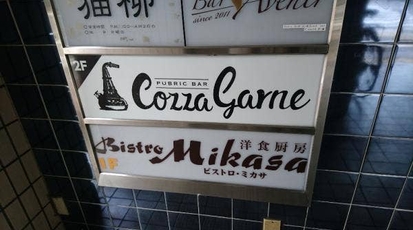 猫柳
Bar Avenir
since 2011
2F
PUBRIC BAR
Cozza Garne
Bistro Mikasa
洋食厨房
ビストロ・ミカサ